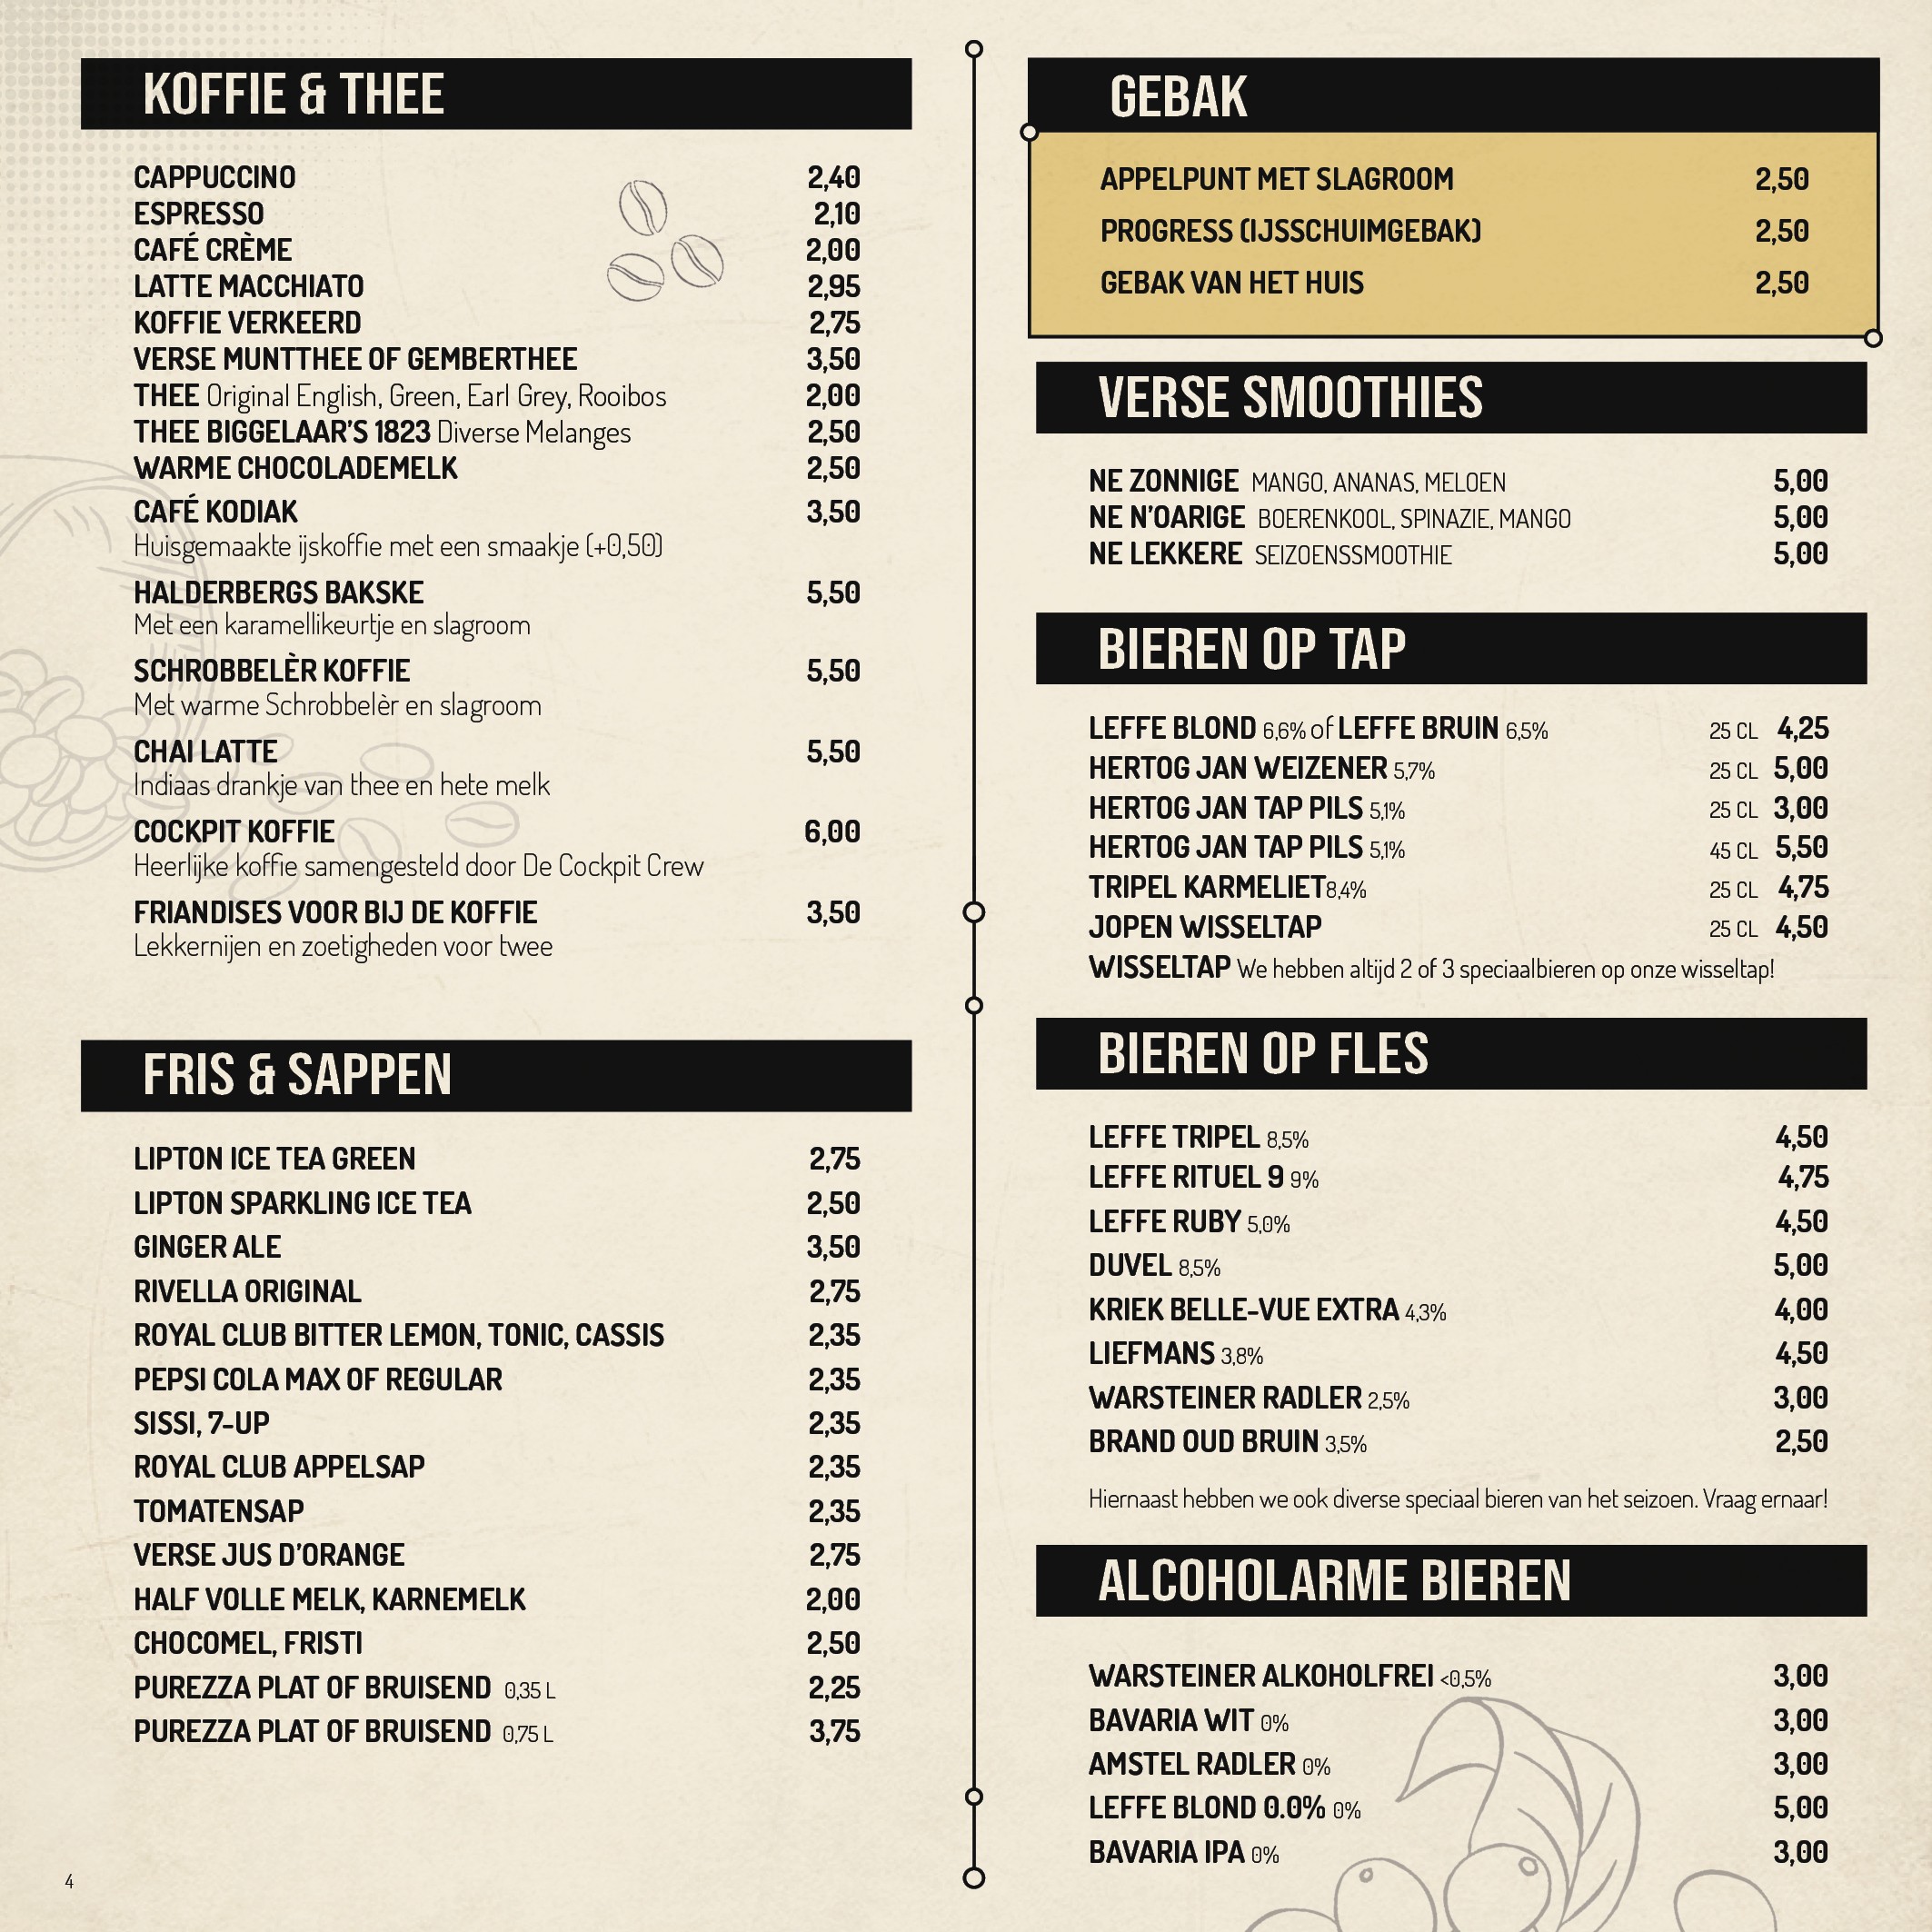 KOFFIE & THEE
CAPPUCCINO 2,40
ESPRESSO 2,10
CAFÉ CRÈME 2,00
LATTE MACCHIATO 2,95
KOFFIE VERKEERD 2,75
VERSE MUNTTHEE OF GEMBERTHEE 3,50
THEE Original English, Green, Earl Grey, Rooibos 2,00
THEE BIGGELAAR'S 1823 Diverse Melanges 2,50
WARME CHOCOLADEMELK 2,50
CAFÉ KODIAK 3,50
Huisgemaakte ijskoffie met een smaakje (+0,50)
HALDERBERGS BAKSKE 5,50
Met een karamellikeurtje en slagroom
SCHROBBELÈR KOFFIE 5,50
Met warme Schrobbelèr en slagroom
CHAI LATTE 5,50
Indiaas drankje van thee en hete melk
COCKPIT KOFFIE 6,00
Heerlijke koffie samengesteld door De Cockpit Crew
FRIANDISES VOOR BIJ DE KOFFIE 3,50
Lekkernijen en zoetigheden voor twee
FRIS & SAPPEN
LIPTON ICE TEA GREEN 2,75
LIPTON SPARKLING ICE TEA 2,50
GINGER ALE 3,50
RIVELLA ORIGINAL 2,75
ROYAL CLUB BITTER LEMON, TONIC, CASSIS 2,35
PEPSI COLA MAX OF REGULAR 2,35
SISSI, 7-UP 2,35
ROYAL CLUB APPELSAP 2,35
TOMATENSAP 2,35
VERSE JUS D'ORANGE 2,75
HALF VOLLE MELK, KARNEMELK 2,00
CHOCOMEL, FRISTI 2,50
PUREZZA PLAT OF BRUISEND 0,35 L 2,25
PUREZZA PLAT OF BRUISEND 0,75 L 3,75
4
GEBAK
APPELPUNT MET SLAGROOM 2,50
PROGRESS (IJSSCHUIMGEBAK) 2,50
GEBAK VAN HET HUIS 2,50
VERSE SMOOTHIES
NE ZONNIGE MANGO, ANANAS, MELOEN 5,00
NE N'OARIGE BOERENKOOL, SPINAZIE, MANGO 5,00
NE LEKKERE SEIZOENSSMOOTHIE 5,00
BIEREN OP TAP
LEFFE BLOND 6,6% of LEFFE BRUIN 6,5% 25 CL 4,25
HERTOG JAN WEIZENER 5,7% 25 CL 5,00
HERTOG JAN TAP PILS 5,1% 25 CL 3,00
HERTOG JAN TAP PILS 5,1% 45 CL 5,50
TRIPEL KARMELIET8,4% 25 CL 4,75
JOPEN WISSELTAP 25 CL 4,50
WISSELTAP We hebben altijd 2 of 3 speciaalbieren op onze wisseltap!
BIEREN OP FLES
LEFFE TRIPEL 8,5% 4,50
LEFFE RITUEL 9 9% 4,75
LEFFE RUBY 5,0% 4,50
DUVEL 8,5% 5,00
KRIEK BELLE-VUE EXTRA 4,3% 4,00
LIEFMANS 3,8% 4,50
WARSTEINER RADLER 2,5% 3,00
BRAND OUD BRUIN 3,5% 2,50
Hiernaast hebben we ook diverse speciaal bieren van het seizoen. Vraag ernaar!
ALCOHOLARME BIEREN
WARSTEINER ALKOHOLFREI <0,5% 3,00
BAVARIA WIT 0% 3,00
AMSTEL RADLER 0% 3,00
LEFFE BLOND 0.0% 0% 5,00
BAVARIA IPA 0% 3,00